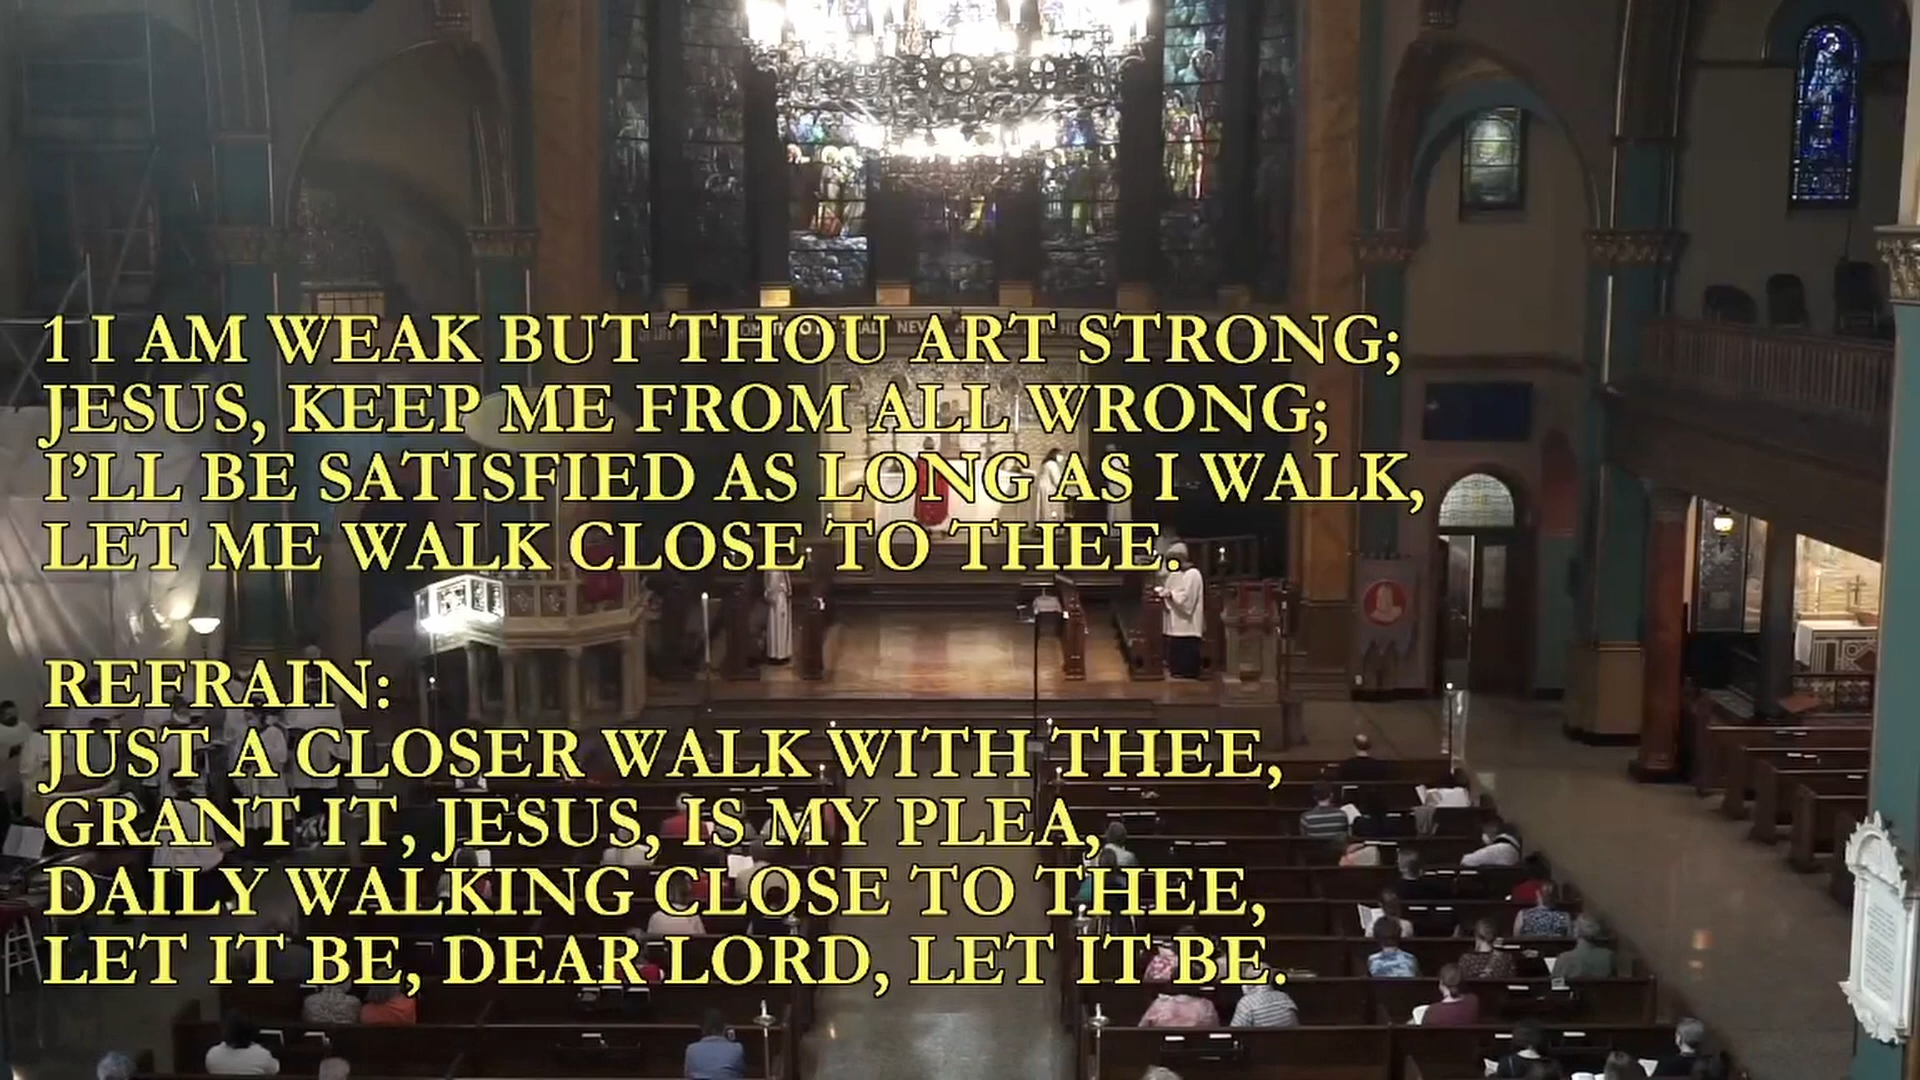 1 I AM WEAK BUT THOU ART STRONG;
JESUS, KEEP ME FROM ALL WRONG;
I’LL BE SATISFIED AS LONG AS I WALK,
LET ME WALK CLOSE TO THEE.
REFRAIN:
JUST A CLOSER WALK WITH THEE,
GRANT IT, JESUS, IS MY PLEA,
DAILY WALKING CLOSE TO THEE,
LET IT BE, DEAR LORD, LET IT BE.